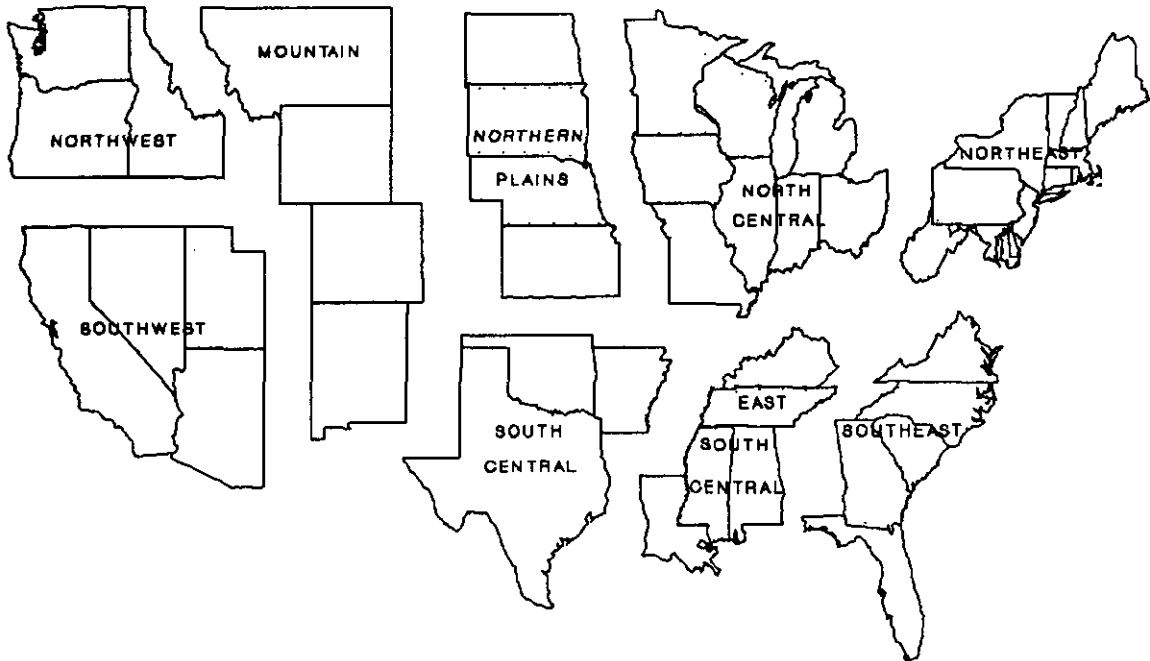 MOUNTAIN
NORTHWEST
NORTHERN
PLAINS
NORTH
CENTRAL
NORTHEAST
SOUTHWEST
SOUTH
CENTRAL
EAST
SOUTH
CENTRAL
SOUTHEAST